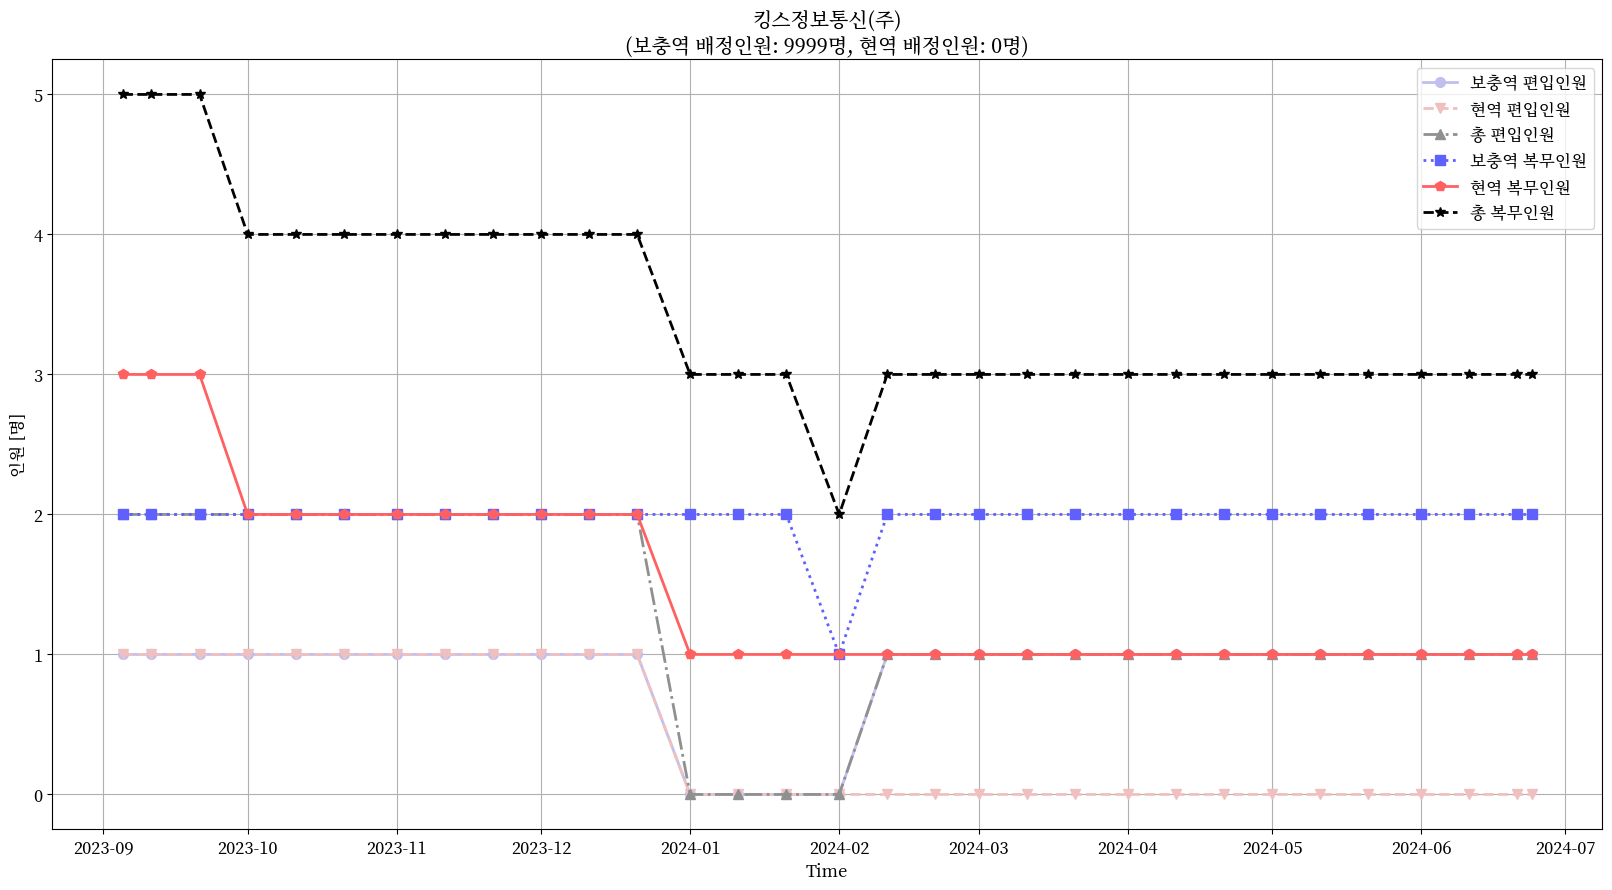 킹스정보통신(주)
(보충역 배정인원: 9999명, 현역 배정인원: 0명)
보충역 편입인원
현역 편입인원
총 편입인원
보충역 복무인원
현역 복무인원
총 복무인원
인원 [명]
5
4
3
2
1
0
2023-09 2023-10 2023-11 2023-12 2024-01 2024-02 2024-03 2024-04 2024-05 2024-06 2024-07
Time